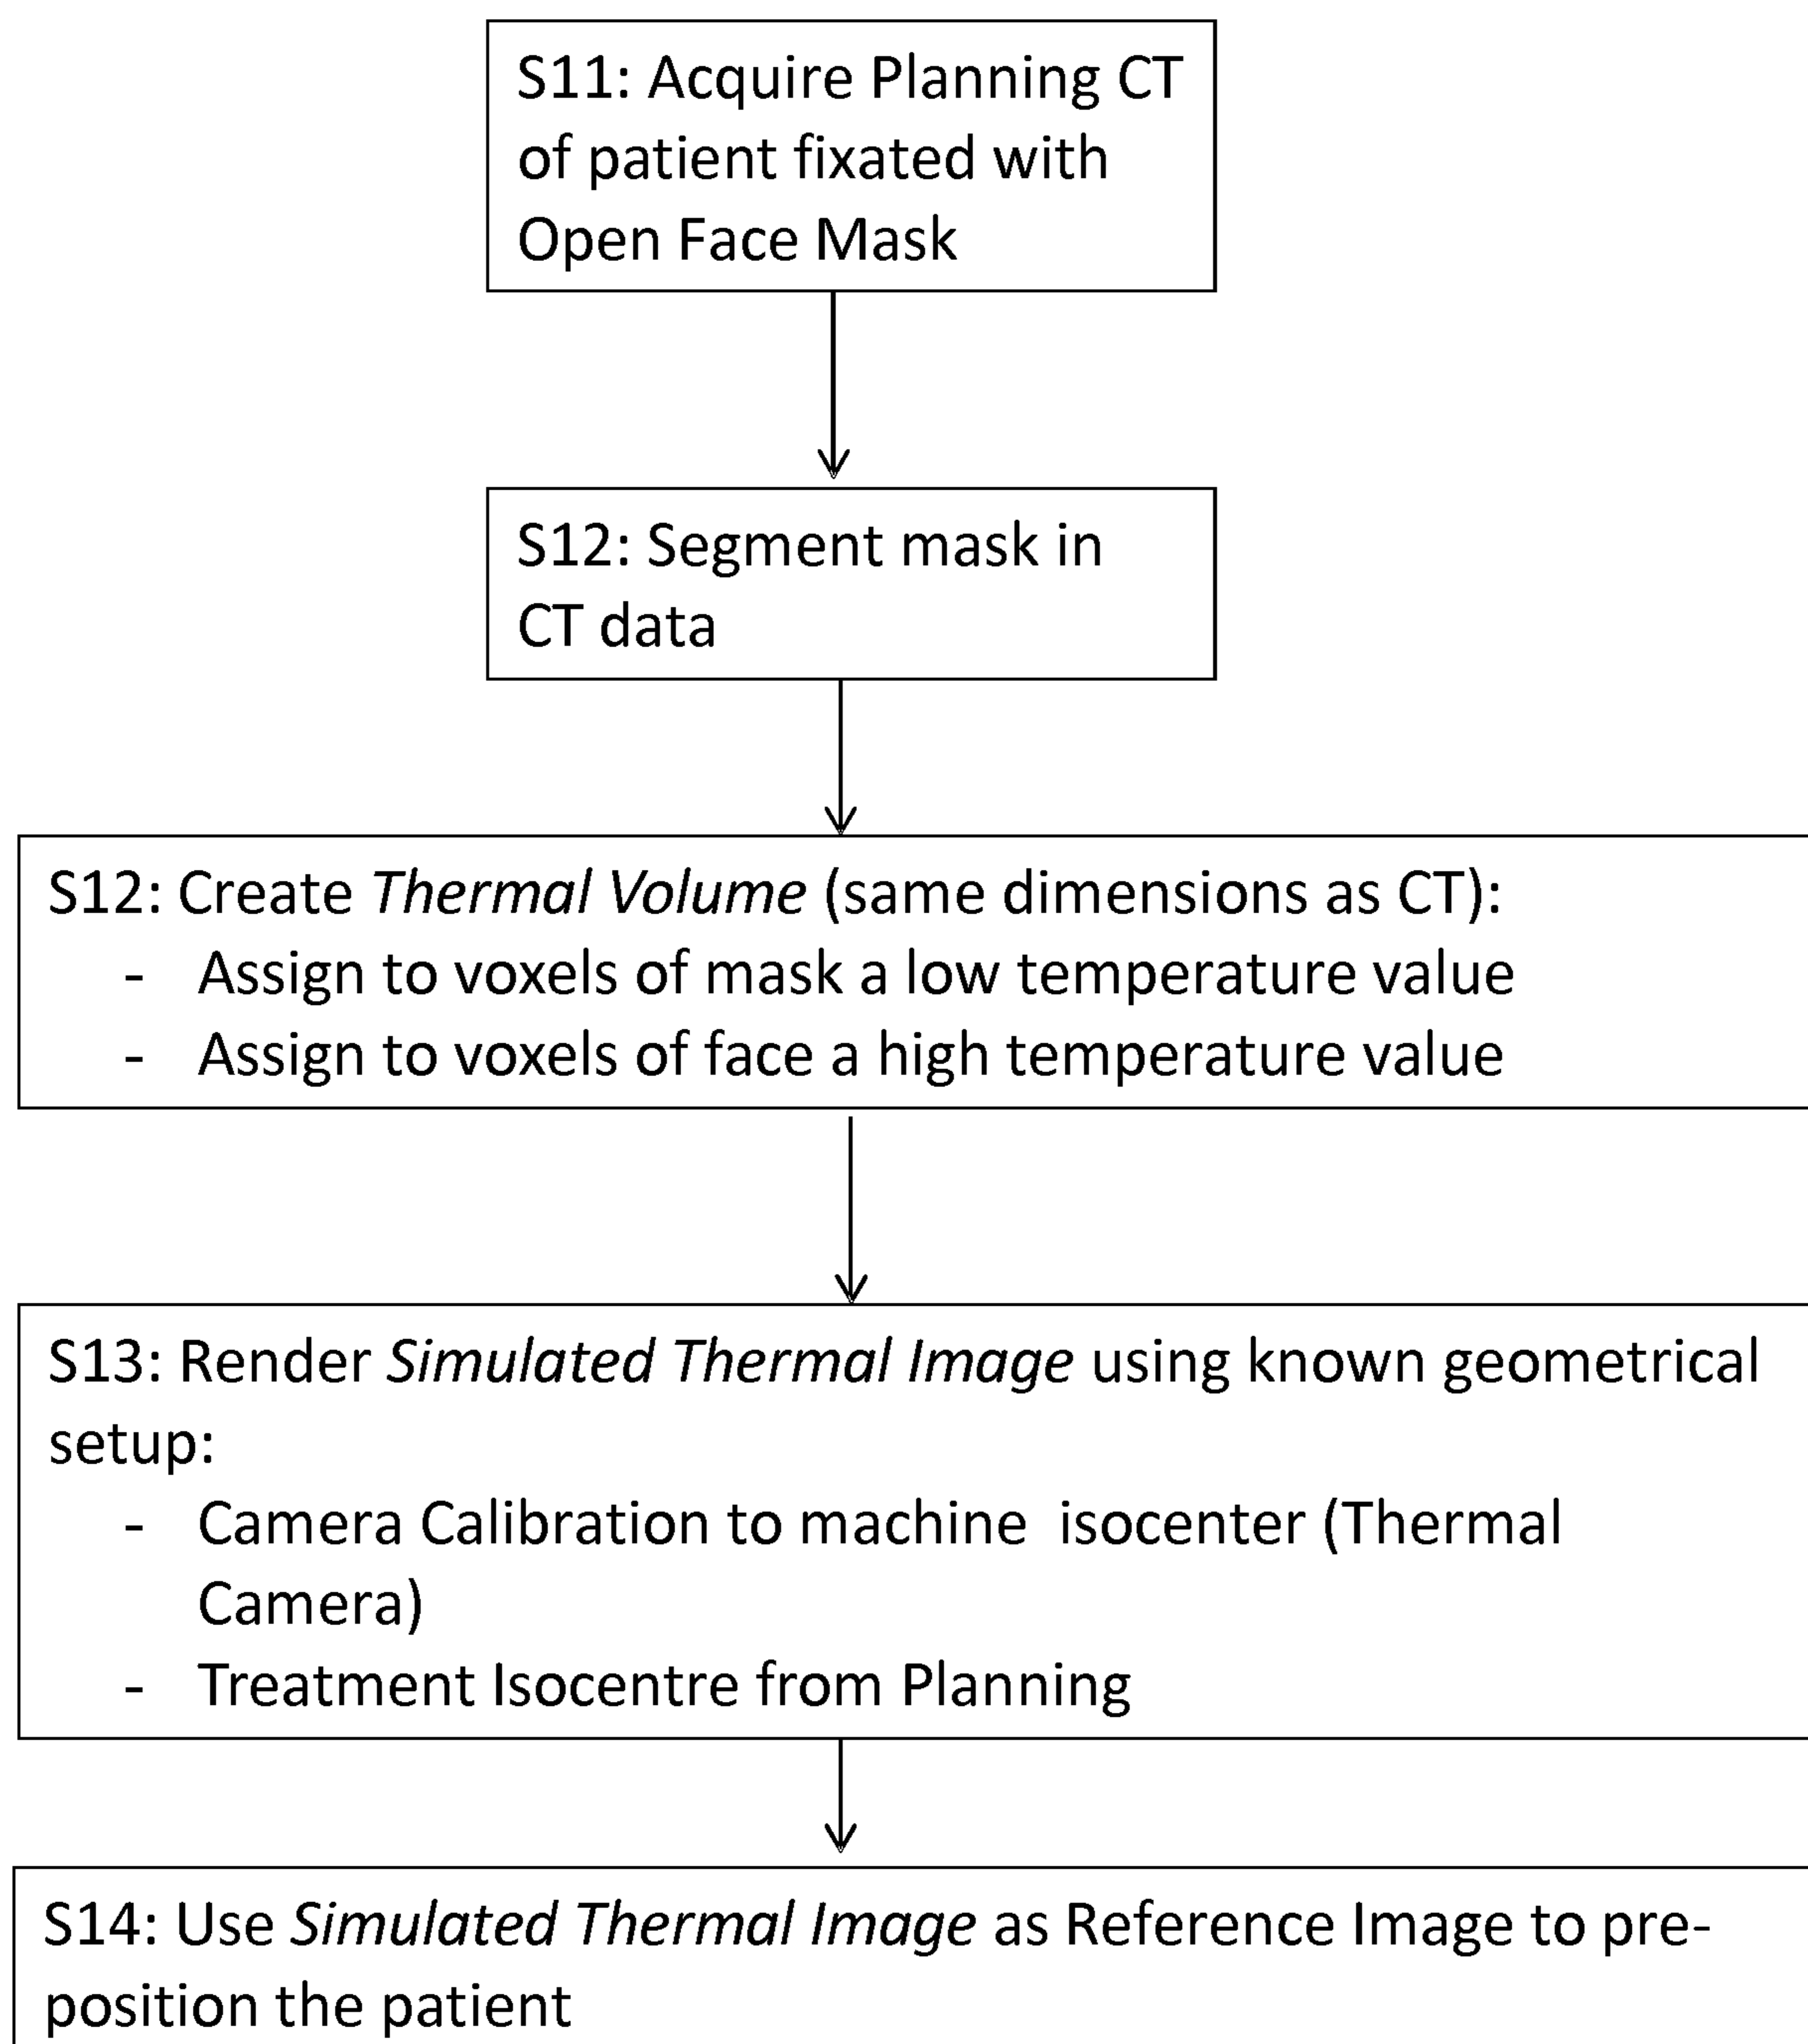 S11: Acquire Planning CT
of patient fixated with
Open Face Mask
S12: Segment mask in
CT data
S12: Create Thermal Volume (same dimensions as CT):
- Assign to voxels of mask a low temperature value
- Assign to voxels of face a high temperature value
S13: Render Simulated Thermal Image using known geometrical
setup:
- Camera Calibration to machine isocenter (Thermal
Camera)
- Treatment Isocentre from Planning
S14: Use Simulated Thermal Image as Reference Image to pre-
position the patient